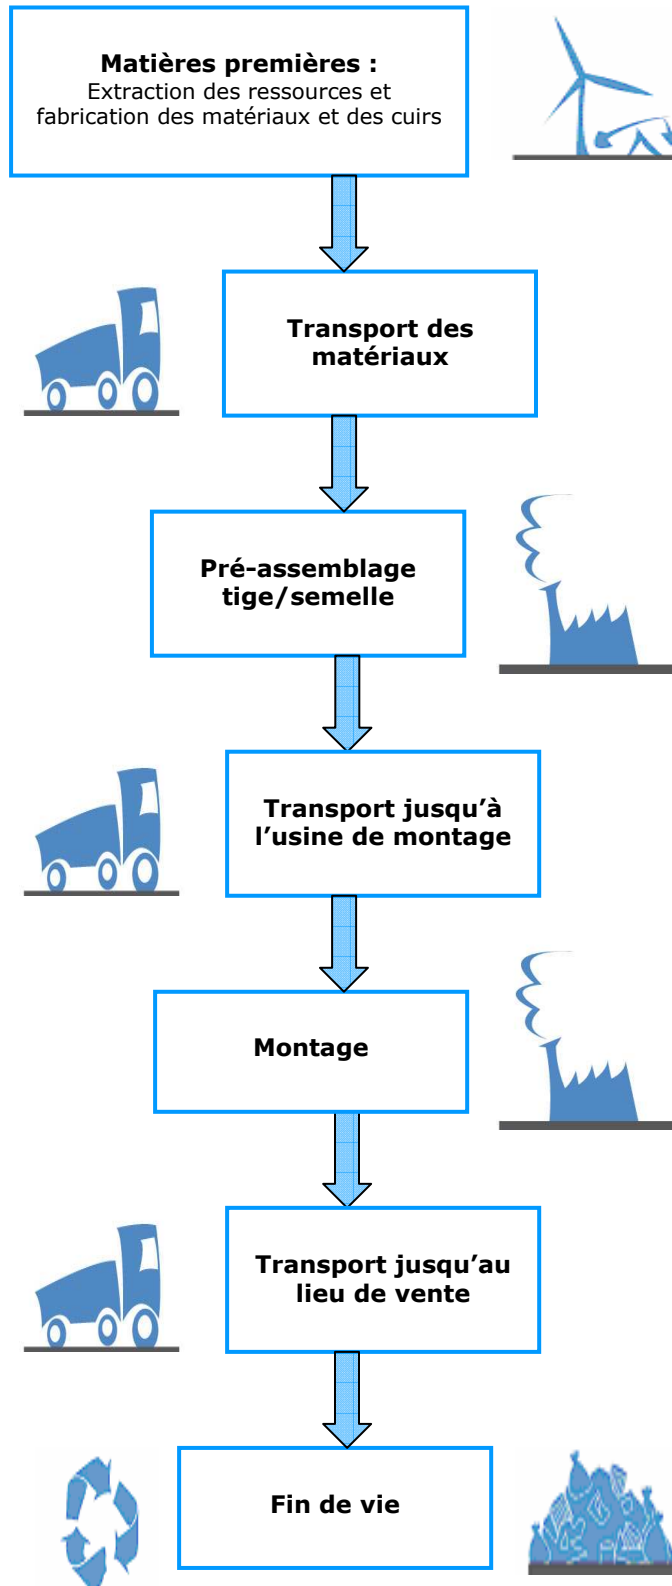 Matières premières :
Extraction des ressources et
fabrication des matériaux et des cuirs
Transport des
matériaux
Pré-assemblage
tige/semelle
Transport jusqu’à
l’usine de montage
Montage
Transport jusqu’au
lieu de vente
Fin de vie